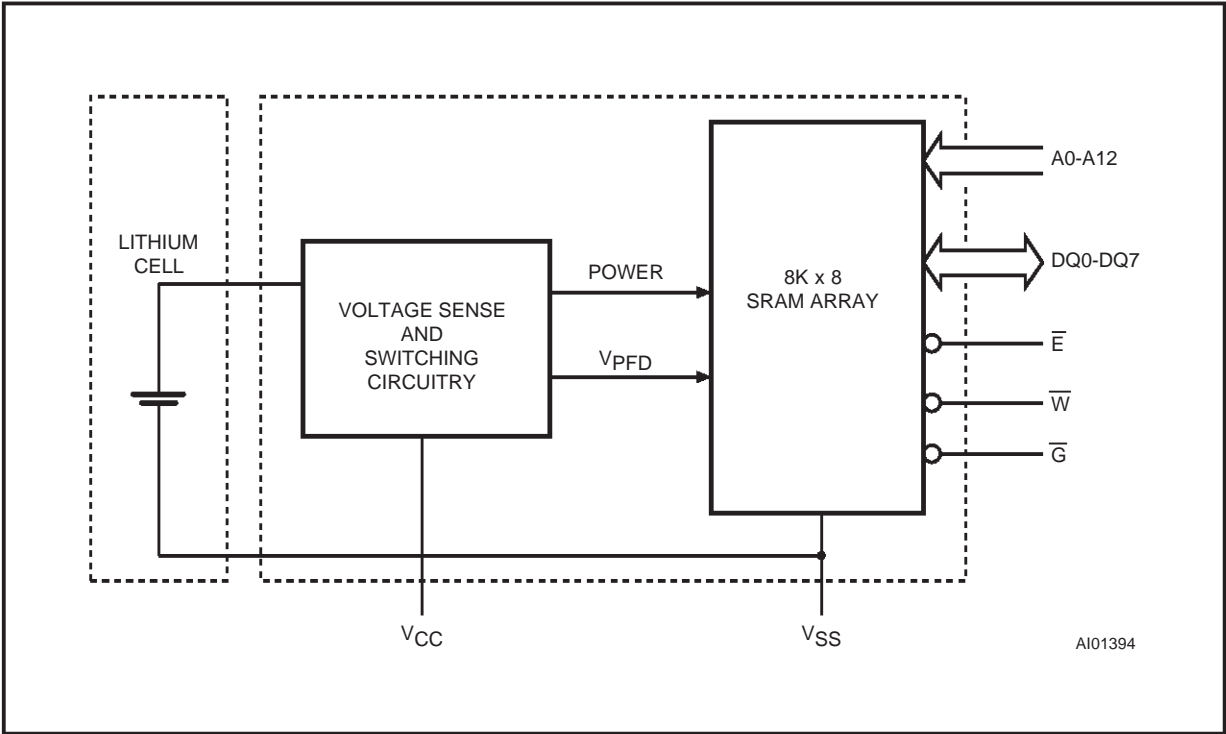 LITHIUM
CELL
VOLTAGE SENSE
AND
SWITCHING
CIRCUITRY
POWER
VPFD
8K x 8
SRAM ARRAY
A0-A12
DQ0-DQ7
E̅
W̅
G̅
VCC
VSS
AI01394